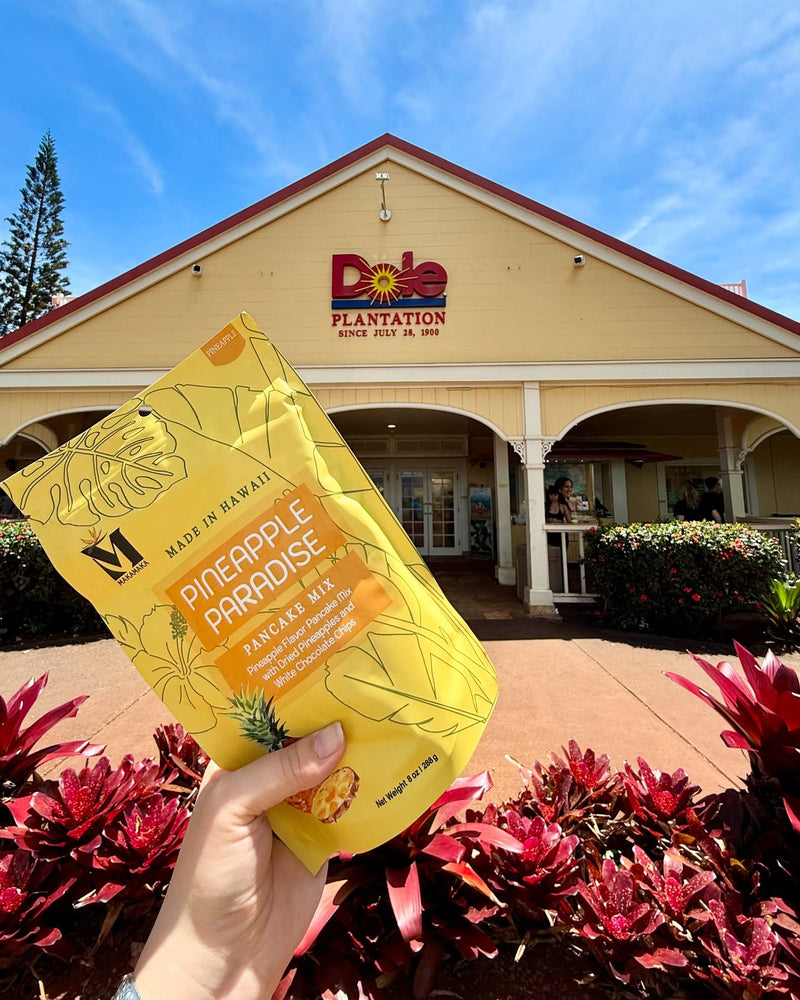 Dole
PLANTATION
SINCE JULY 28, 1900
PINEAPPLE
MAKAMAKA
MADE IN HAWAII
PINEAPPLE
PARADISE
PANCAKE MIX
Pineapple Flavor Pancake Mix
with Dried Pineapples and
White Chocolate Chips
Net Weight 8 oz | 288 g